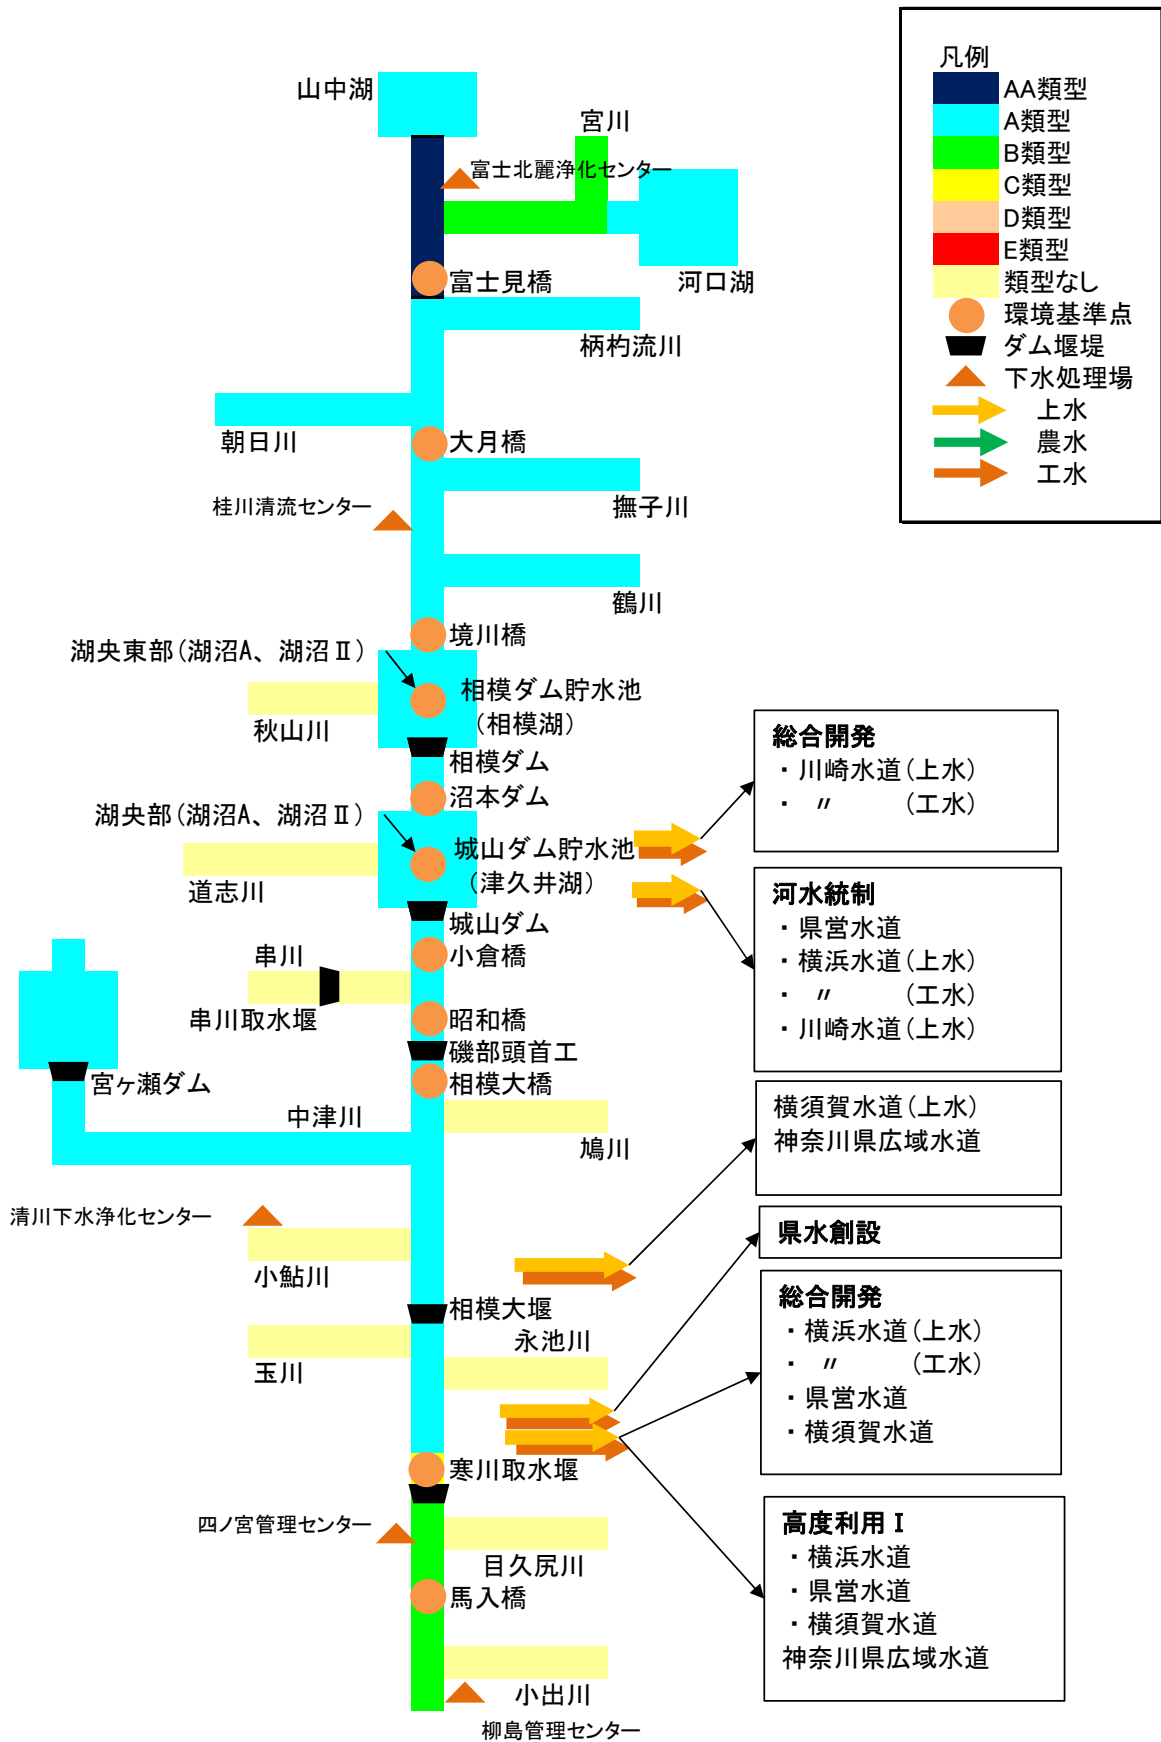 凡例
AA類型
A類型
B類型
C類型
D類型
E類型
類型なし
環境基準点
ダム堰堤
下水処理場
上水
農水
工水
山中湖
宮川
富士北麗浄化センター
河口湖
富士見橋
柄杓流川
朝日川
大月橋
撫子川
桂川清流センター
鶴川
境川橋
湖央東部(湖沼A、湖沼Ⅱ)
相模ダム貯水池
(相模湖)
秋山川
相模ダム
沼本ダム
湖央部(湖沼A、湖沼Ⅱ)
城山ダム貯水池
(津久井湖)
道志川
城山ダム
小倉橋
串川
串川取水堰
昭和橋
磯部頭首工
相模大橋
宮ヶ瀬ダム
中津川
鳩川
清川下水浄化センター
小鮎川
相模大堰
永池川
玉川
寒川取水堰
四ノ宮管理センター
目久尻川
馬入橋
小出川
柳島管理センター
総合開発
・川崎水道(上水)
・ 〃 (工水)
河水統制
・県営水道
・横浜水道(上水)
・ 〃 (工水)
・川崎水道(上水)
横須賀水道(上水)
神奈川県広域水道
県水創設
総合開発
・横浜水道(上水)
・ 〃 (工水)
・県営水道
・横須賀水道
高度利用Ⅰ
・横浜水道
・県営水道
・横須賀水道
神奈川県広域水道